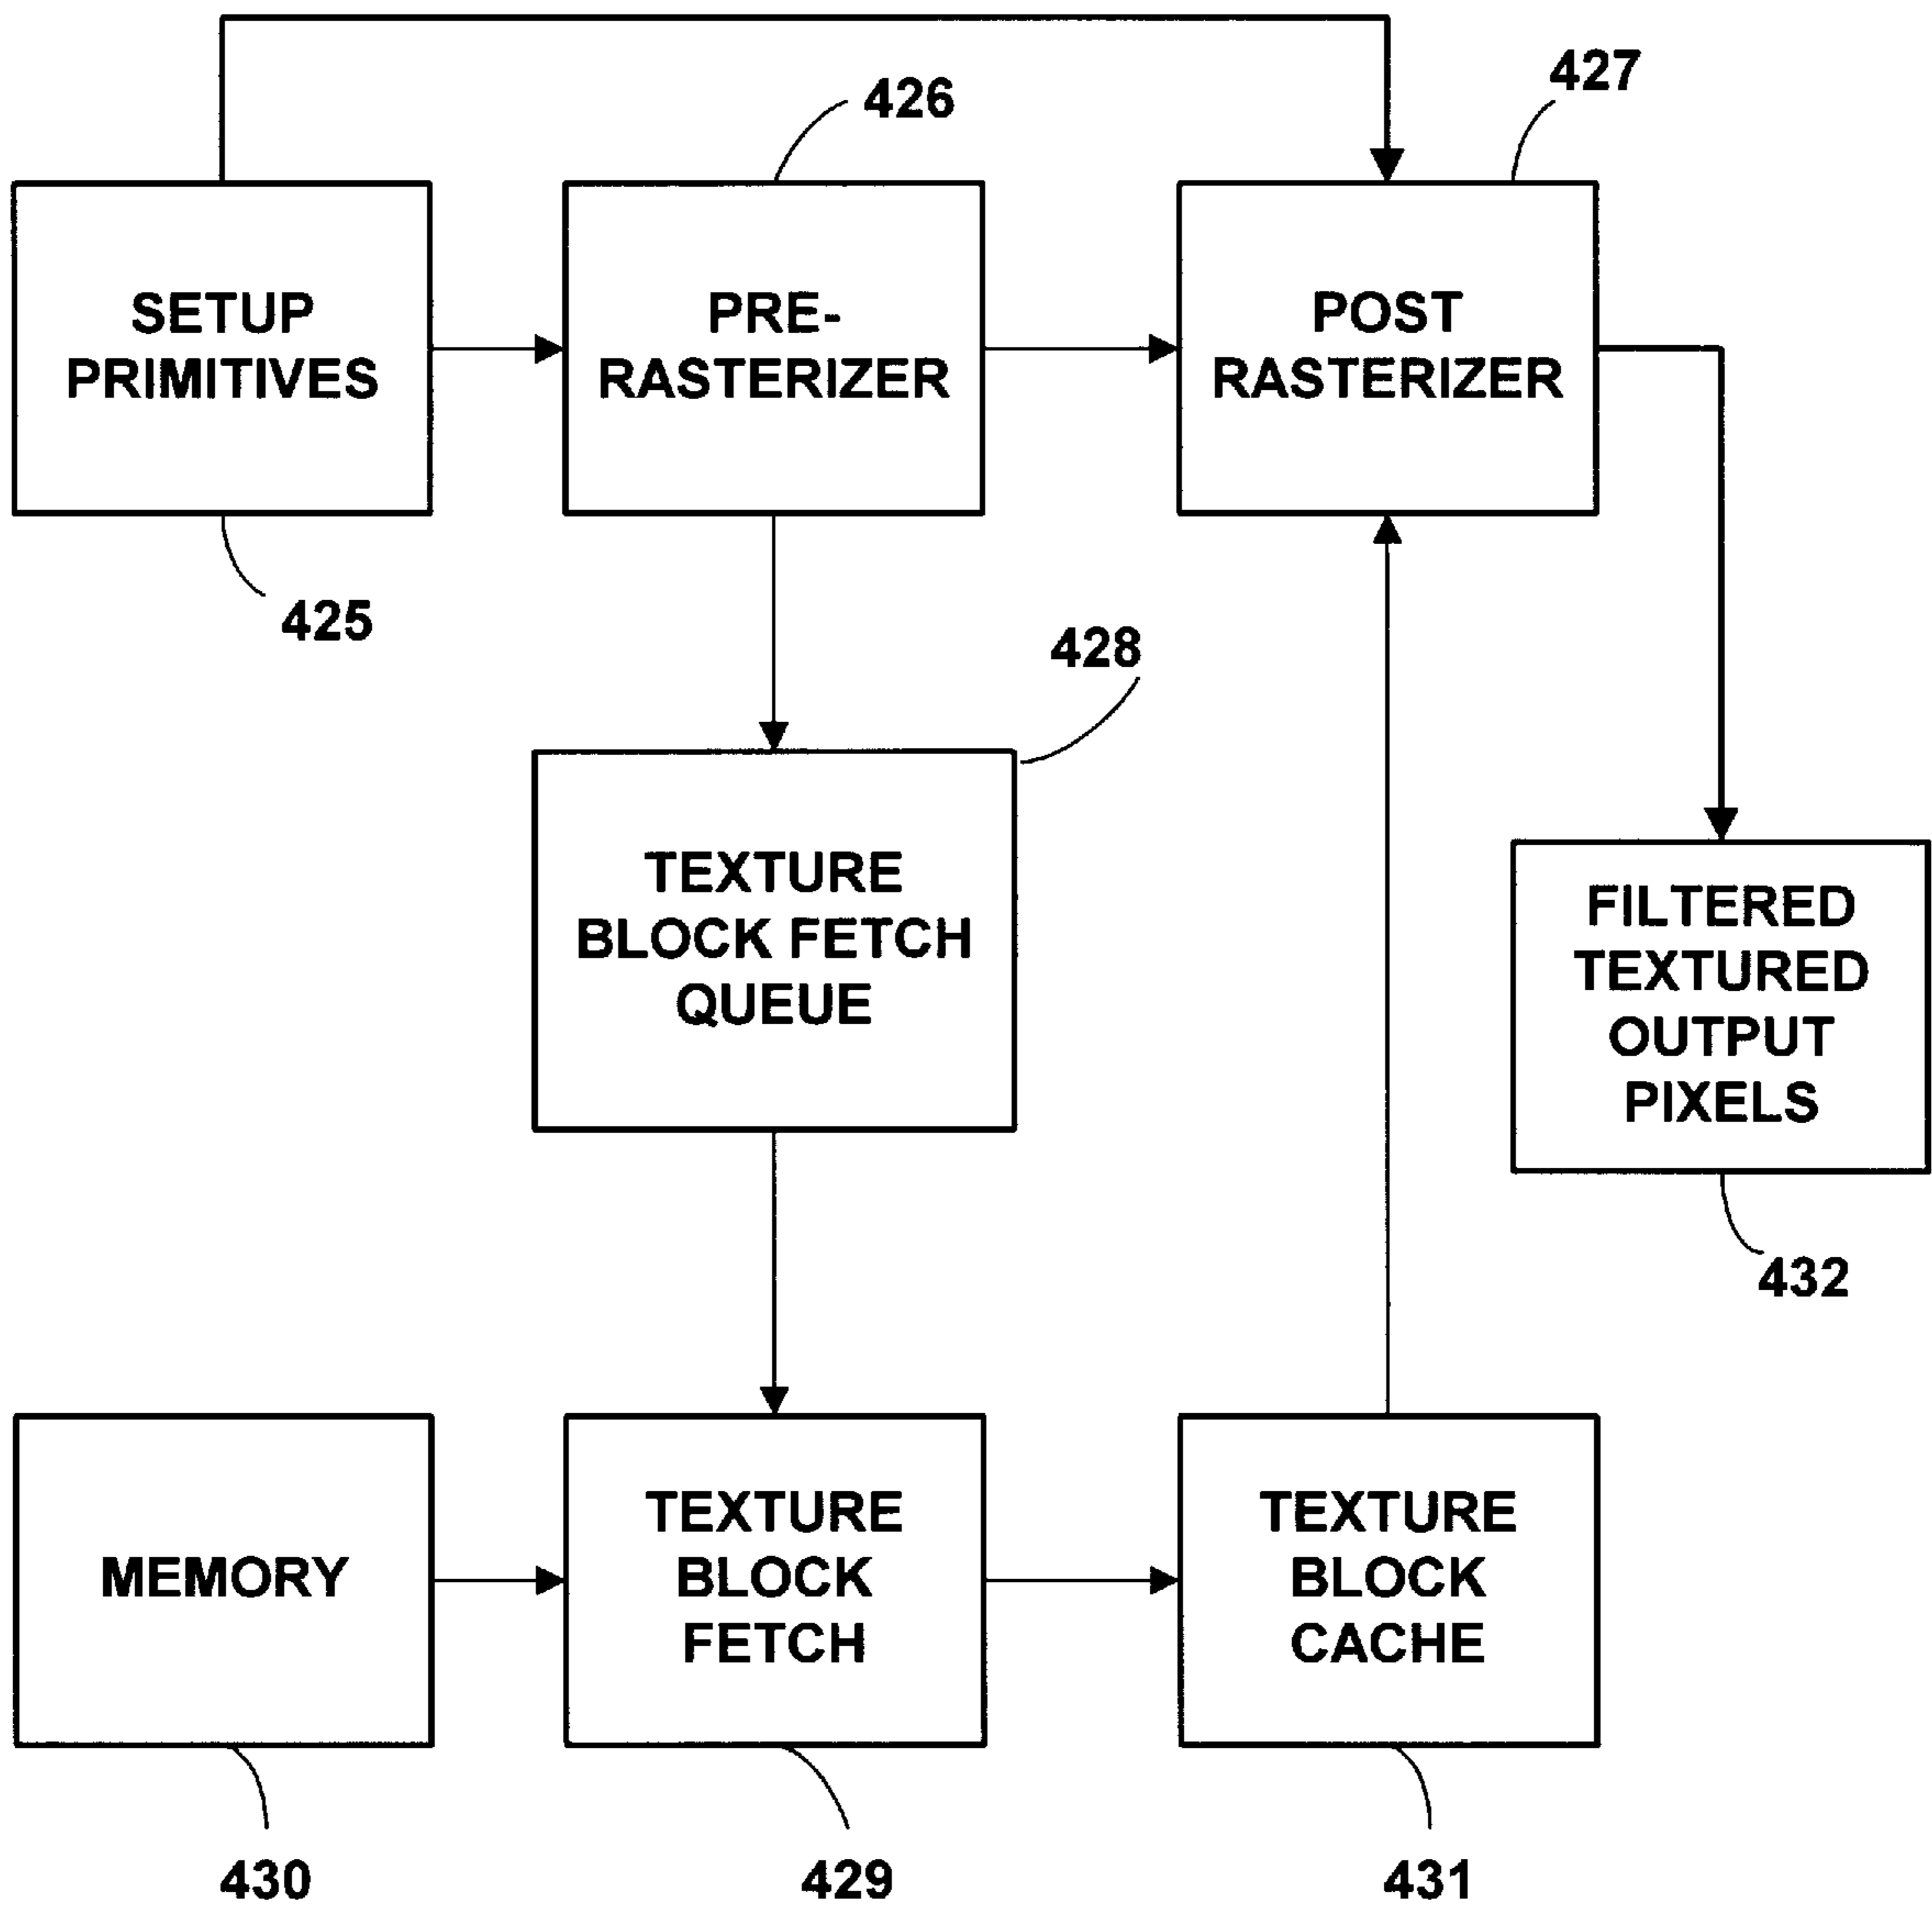 426
427
SETUP
PRIMITIVES
PRE-
RASTERIZER
POST
RASTERIZER
425
428
TEXTURE
BLOCK FETCH
QUEUE
FILTERED
TEXTURED
OUTPUT
PIXELS
432
MEMORY
TEXTURE
BLOCK
FETCH
TEXTURE
BLOCK
CACHE
430
429
431